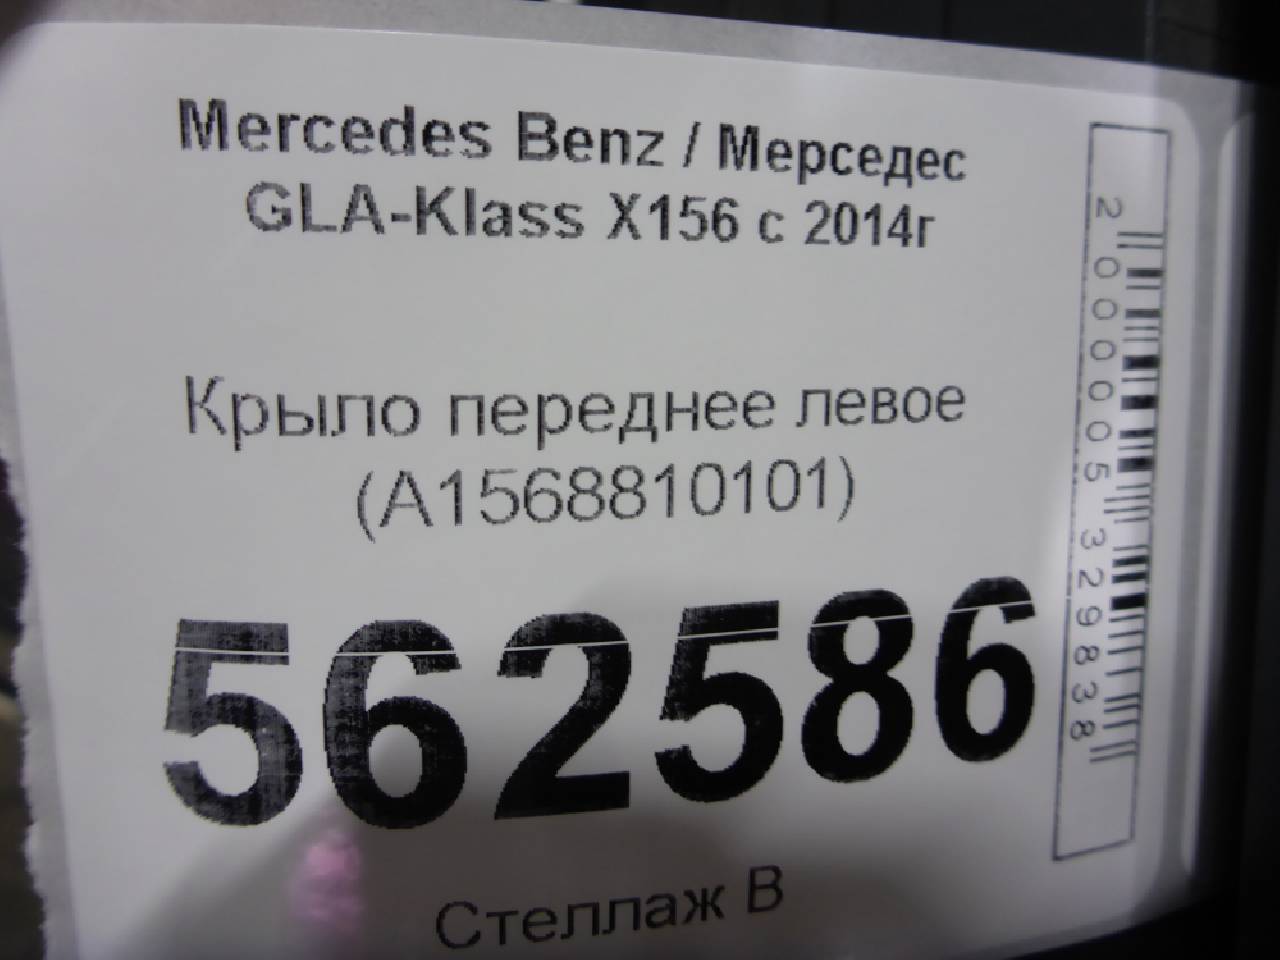 Mercedes Benz / Мерседес
GLA-Klass X156 с 2014г
Крыло переднее левое
(A1568810101)
562586
Стеллаж В
2000005329838